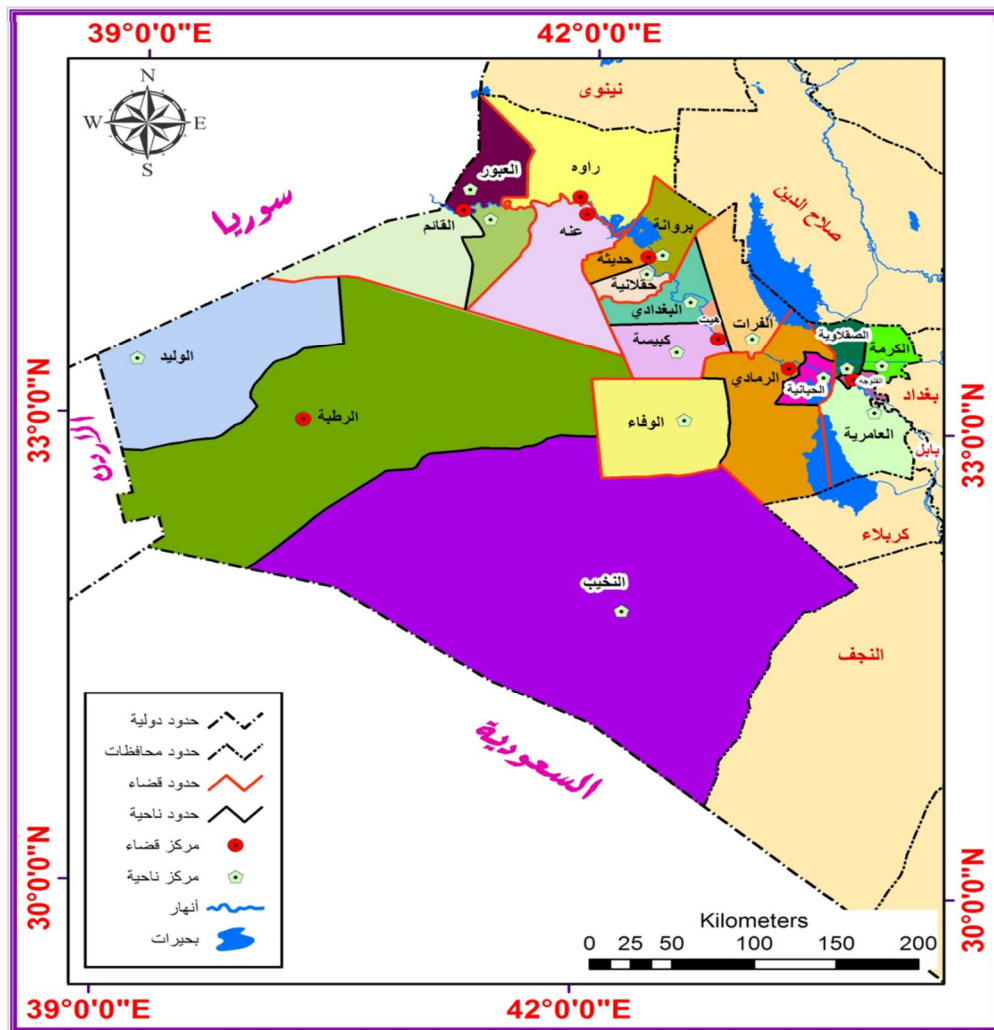 39°0'0"E
42°0'0"E
N
W
E
S
نينوى
العبور
راوه
سوريا
صلاح الدين
القائم
عنه
بروانة
حديثة
حقلانية
البغدادي
هيت
الفرات
الصقلاوية
الكرمة
الوليد
كبيسة
الرمادي
الحبانية
الفلوجه
بغداد
33°0'0"N
الاردن
الرطبة
الوفاء
العامرية
بابل
33°0'0"N
كربلاء
النخيب
النجف
السعودية
حدود دولية
حدود محافظات
حدود قضاء
حدود ناحية
مركز قضاء
مركز ناحية
أنهار
بحيرات
30°0'0"N
30°0'0"N
Kilometers
0 25 50 100 150 200
39°0'0"E
42°0'0"E